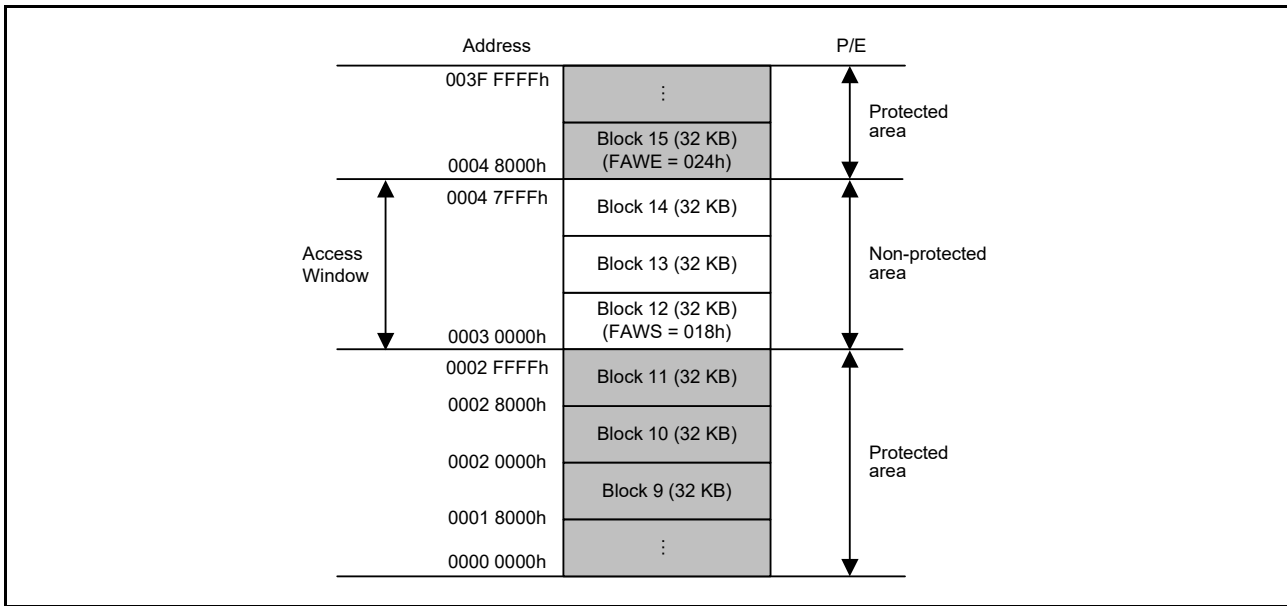 Address P/E
003F FFFFh
⋮
Protected
area
Block 15 (32 KB)
(FAWE = 024h)
0004 8000h
0004 7FFFh
Block 14 (32 KB)
Access
Window
Block 13 (32 KB)
Non-protected
area
Block 12 (32 KB)
(FAWS = 018h)
0003 0000h
0002 FFFFh
Block 11 (32 KB)
0002 8000h
Block 10 (32 KB)
Protected
area
0002 0000h
Block 9 (32 KB)
0001 8000h
⋮
0000 0000h